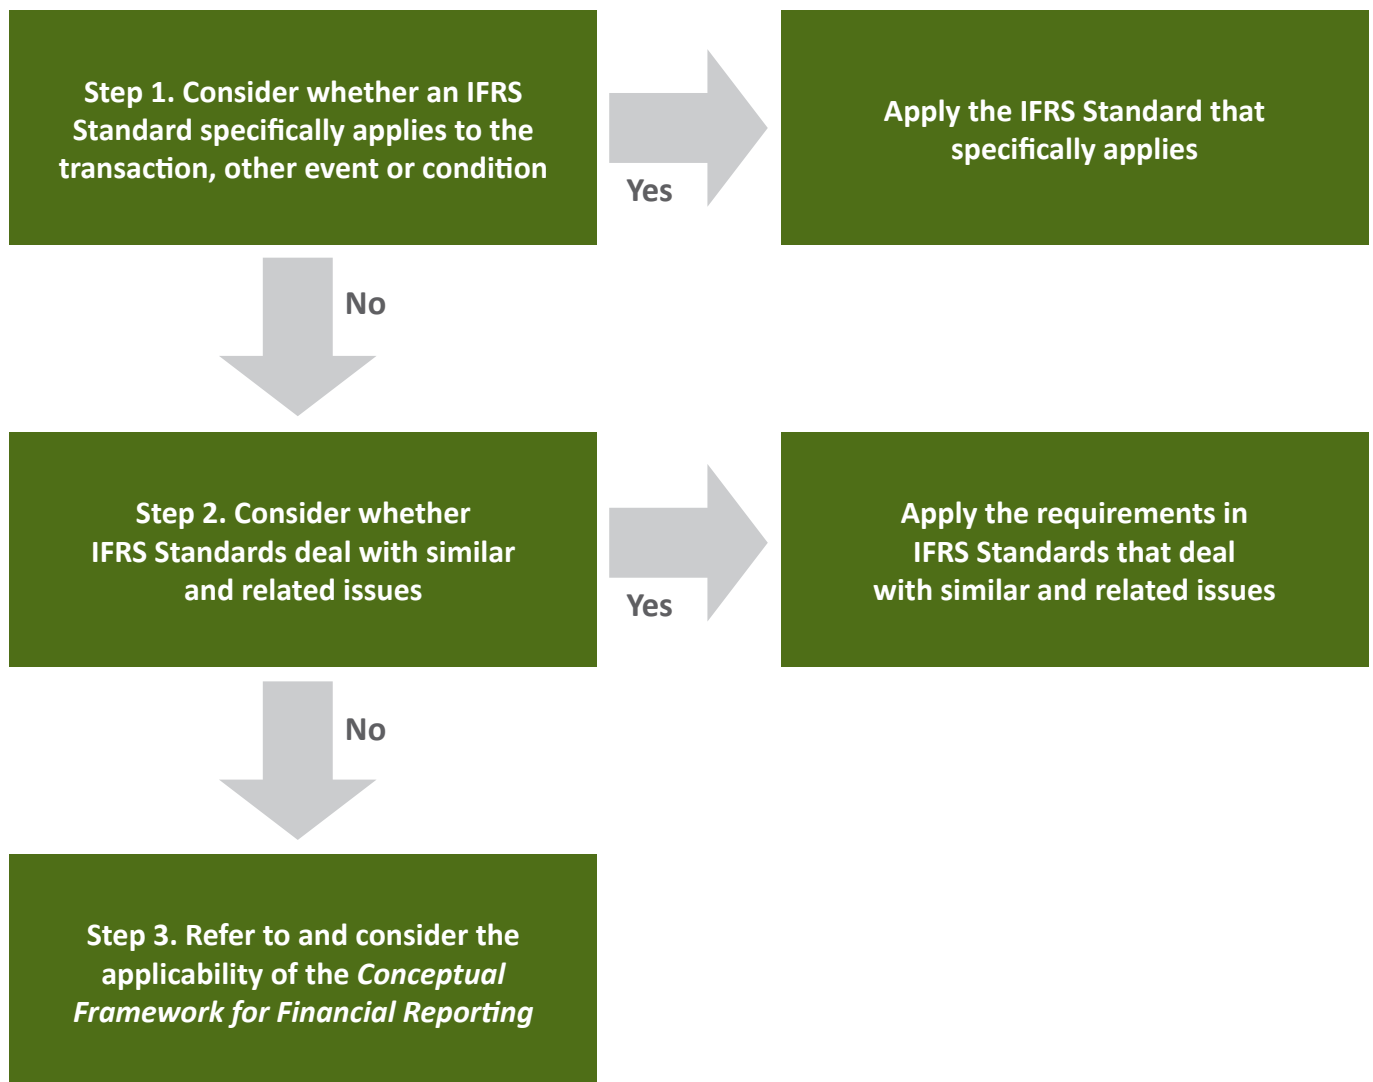 Step 1. Consider whether an IFRS
Standard specifically applies to the
transaction, other event or condition
Yes
Apply the IFRS Standard that
specifically applies
No
Step 2. Consider whether
IFRS Standards deal with similar
and related issues
Yes
Apply the requirements in
IFRS Standards that deal
with similar and related issues
No
Step 3. Refer to and consider the
applicability of the Conceptual
Framework for Financial Reporting